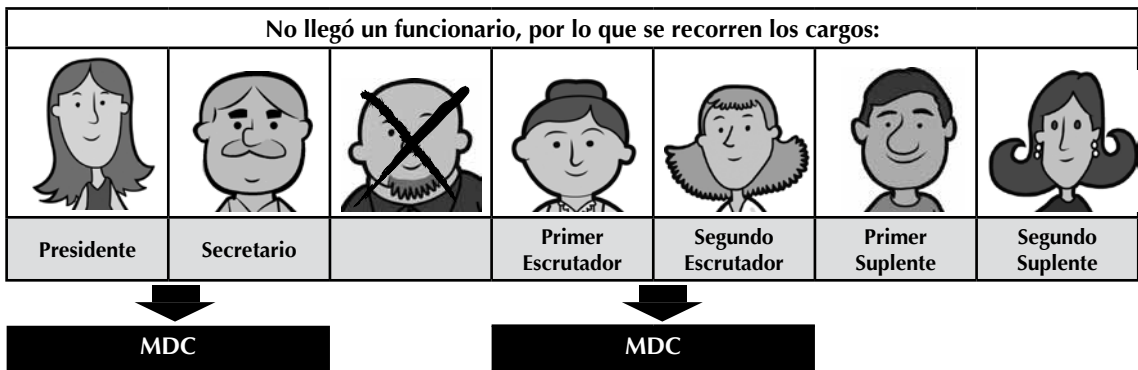 No llegó un funcionario, por lo que se recorren los cargos:
Presidente
Secretario
Primer
Escrutador
Segundo
Escrutador
Primer
Suplente
Segundo
Suplente
MDC
MDC